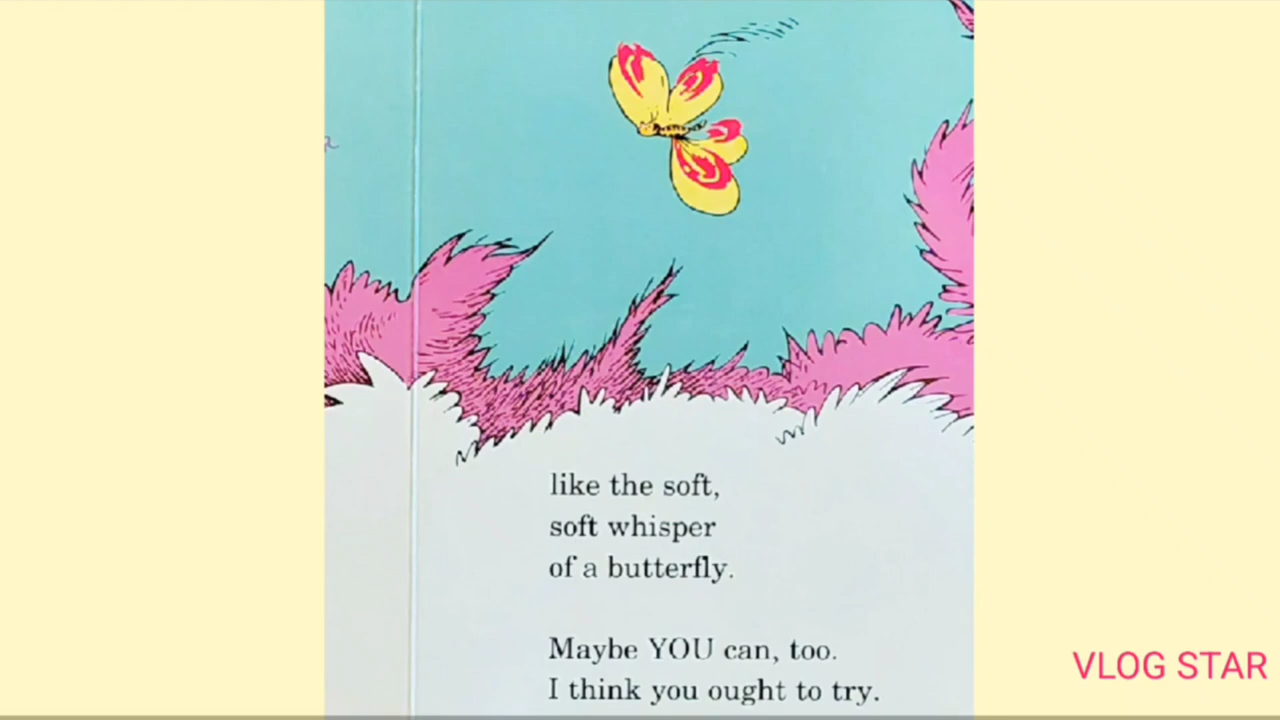 like the soft,
soft whisper
of a butterfly.
Maybe YOU can, too.
I think you ought to try.
VLOG STAR